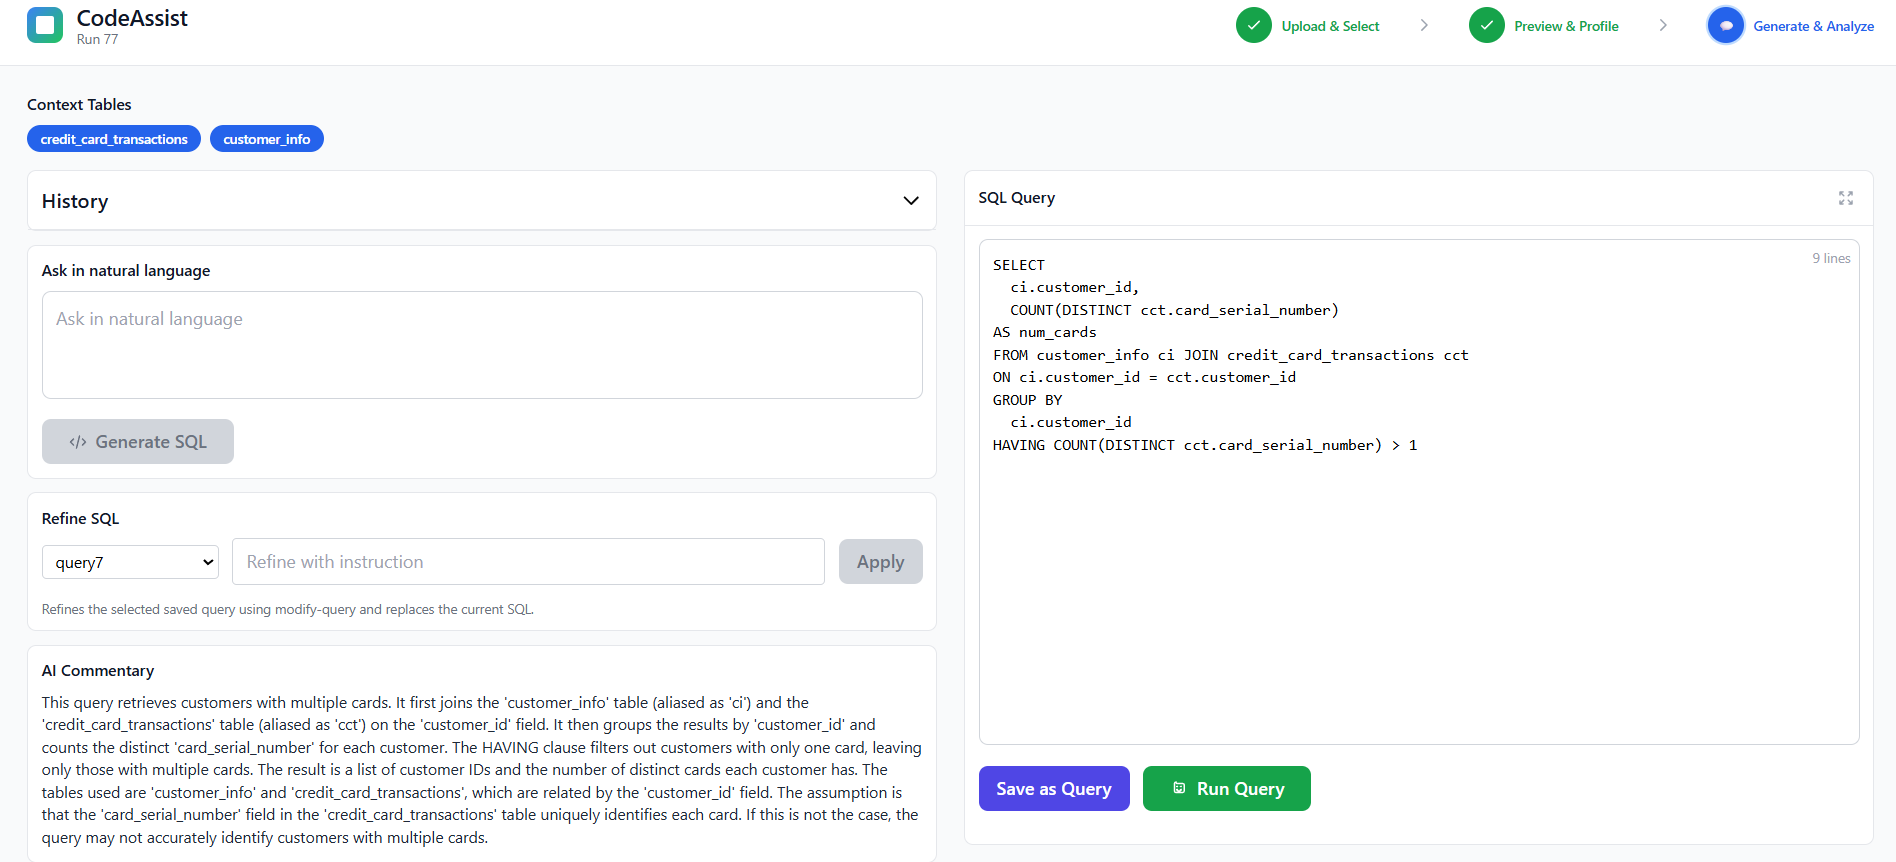 CodeAssist
Run 77
Upload & Select
Preview & Profile
Generate & Analyze
Context Tables
credit_card_transactions
customer_info
History
Ask in natural language
Ask in natural language
</> Generate SQL
Refine SQL
query7
Refine with instruction
Apply
Refines the selected saved query using modify-query and replaces the current SQL.
AI Commentary
This query retrieves customers with multiple cards. It first joins the 'customer_info' table (aliased as 'ci') and the
'credit_card_transactions' table (aliased as 'cct') on the 'customer_id' field. It then groups the results by 'customer_id' and
counts the distinct 'card_serial_number' for each customer. The HAVING clause filters out customers with only one card, leaving
only those with multiple cards. The result is a list of customer IDs and the number of distinct cards each customer has. The
tables used are 'customer_info' and 'credit_card_transactions', which are related by the 'customer_id' field. The assumption is
that the 'card_serial_number' field in the 'credit_card_transactions' table uniquely identifies each card. If this is not the case, the
query may not accurately identify customers with multiple cards.
SQL Query
9 lines
SELECT
  ci.customer_id,
  COUNT(DISTINCT cct.card_serial_number)
AS num_cards
FROM customer_info ci JOIN credit_card_transactions cct
ON ci.customer_id = cct.customer_id
GROUP BY
  ci.customer_id
HAVING COUNT(DISTINCT cct.card_serial_number) > 1
Save as Query
Run Query